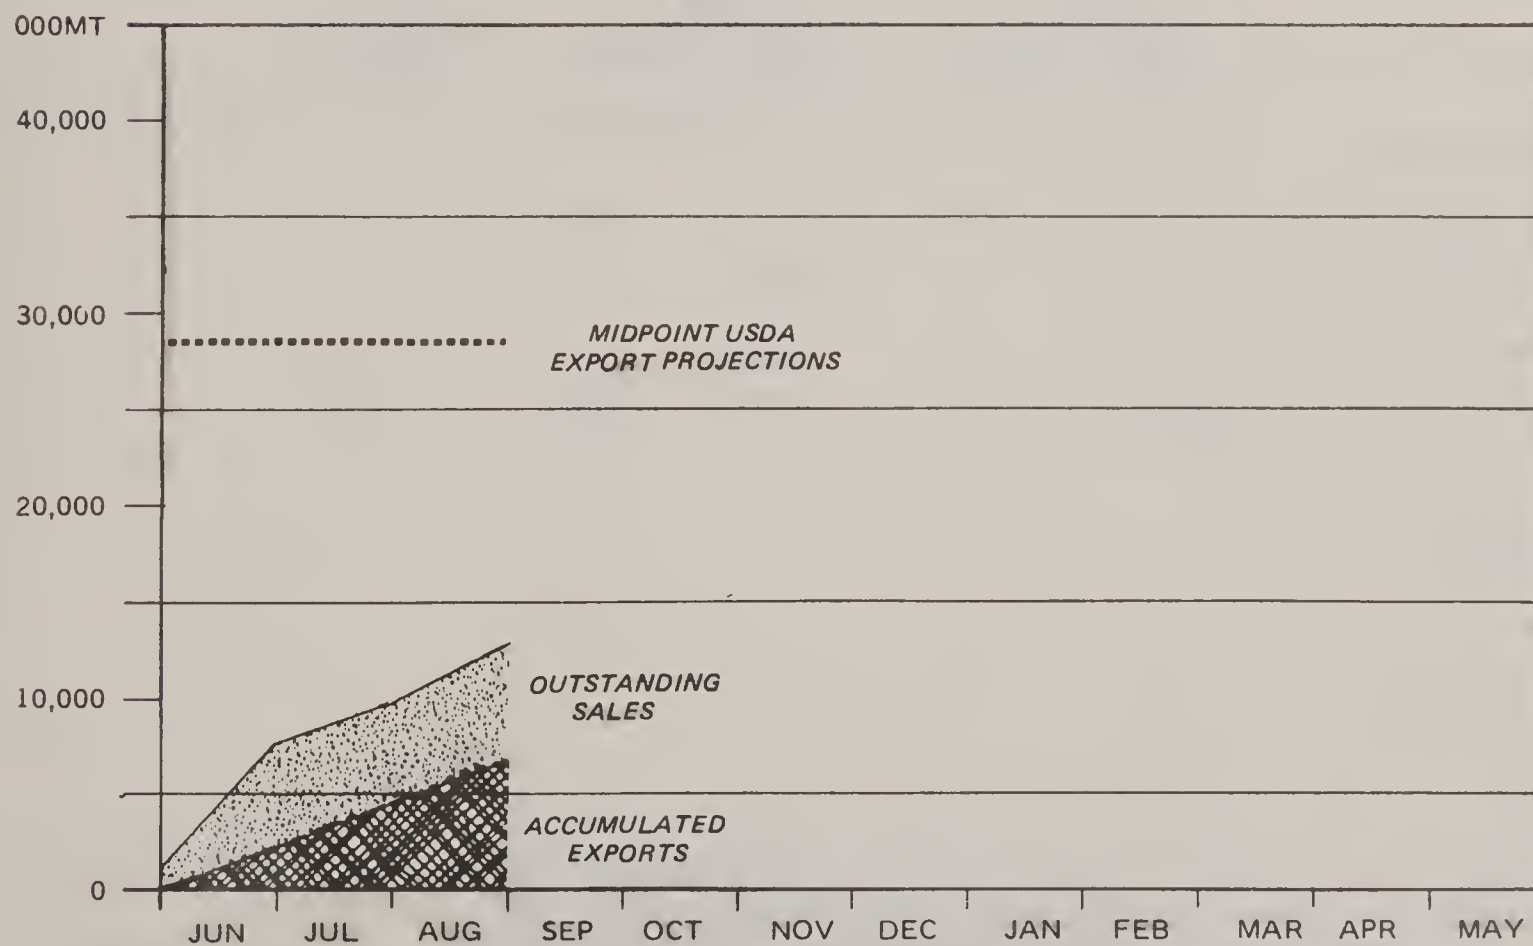 000MT
40,000
30,000
MIDPOINT USDA
EXPORT PROJECTIONS
20,000
10,000
OUTSTANDING
SALES
ACCUMULATED
EXPORTS
0
JUN JUL AUG SEP OCT NOV DEC JAN FEB MAR APR MAY